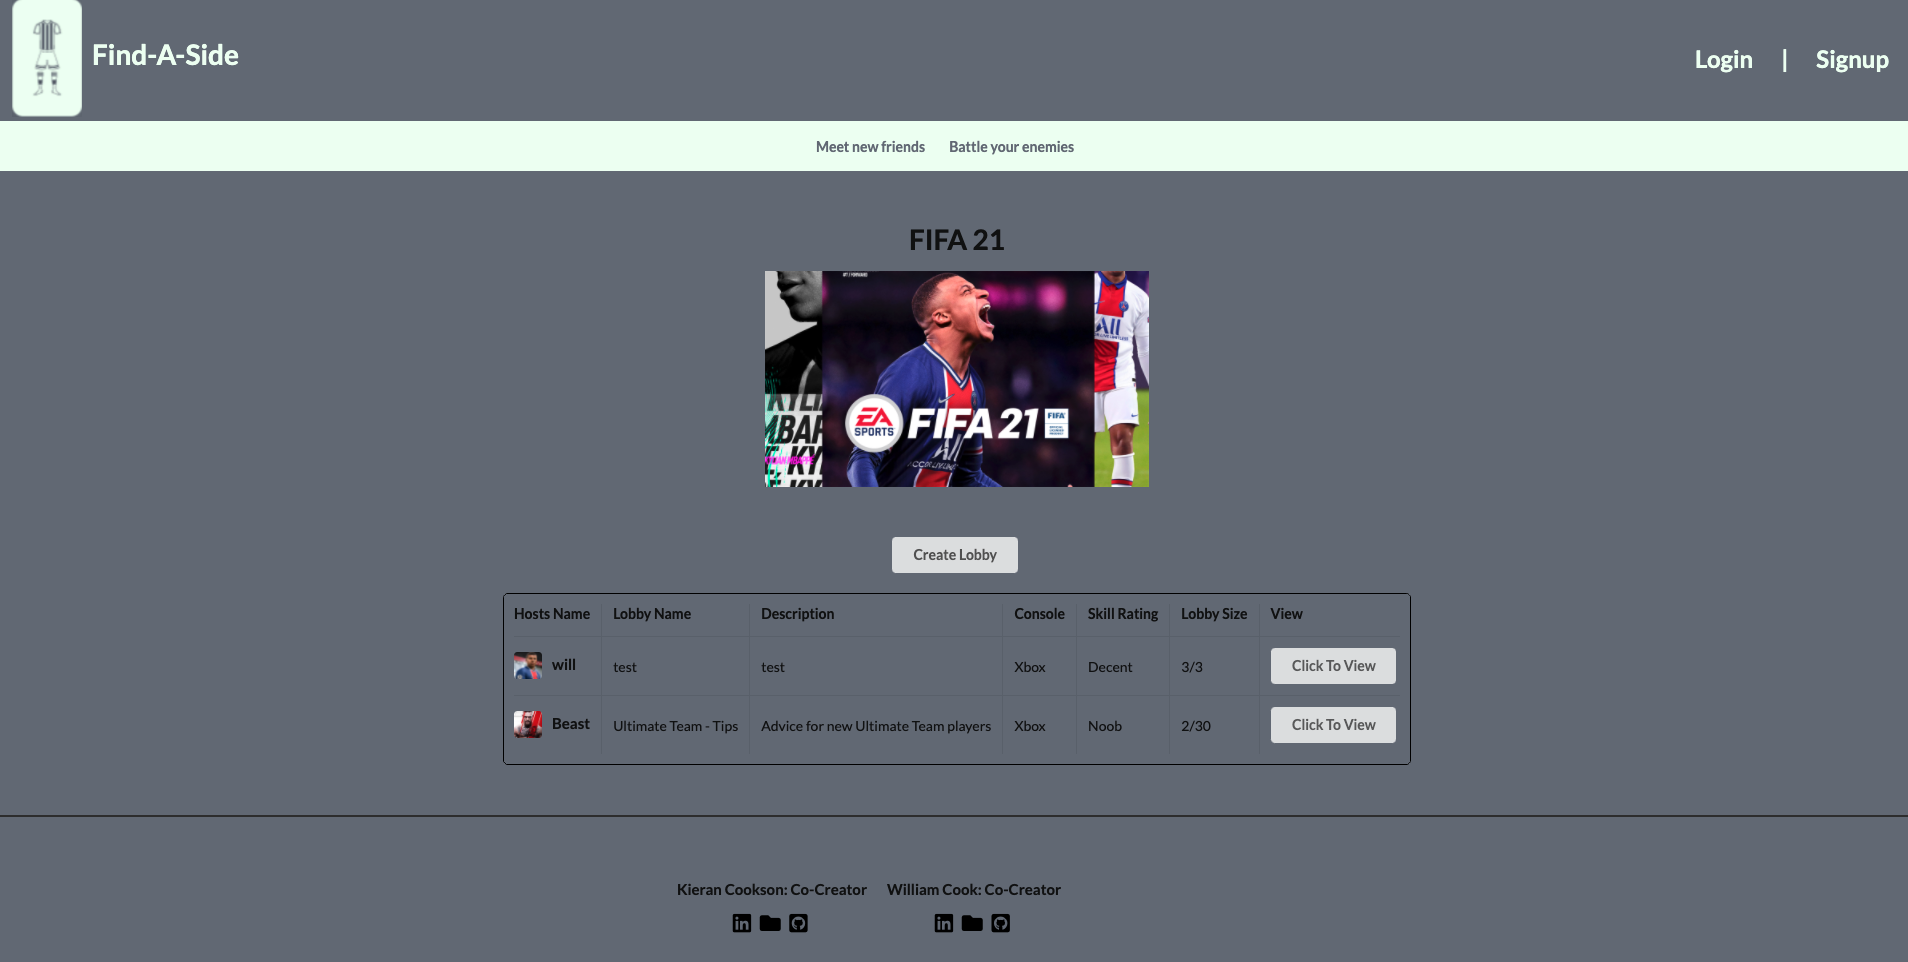 Find-A-Side
Login | Signup
Meet new friends Battle your enemies
FIFA 21
EA
SPORTS
FIFA 21
FIFA
Create Lobby
Hosts Name Lobby Name Description Console Skill Rating Lobby Size View
will test test Xbox Decent 3/3 Click To View
Beast Ultimate Team - Tips Advice for new Ultimate Team players Xbox Noob 2/30 Click To View
Kieran Cookson: Co-Creator William Cook: Co-Creator
in in